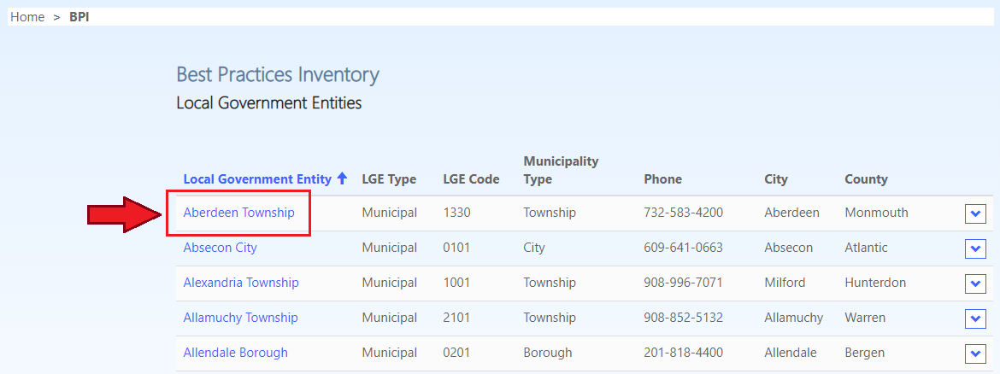 Home > BPI
Best Practices Inventory
Local Government Entities
Local Government Entity LGE Type LGE Code Municipality Type Phone City County
Aberdeen Township Municipal 1330 Township 732-583-4200 Aberdeen Monmouth
Absecon City Municipal 0101 City 609-641-0663 Absecon Atlantic
Alexandria Township Municipal 1001 Township 908-996-7071 Milford Hunterdon
Allamuchy Township Municipal 2101 Township 908-852-5132 Allamuchy Warren
Allendale Borough Municipal 0201 Borough 201-818-4400 Allendale Bergen